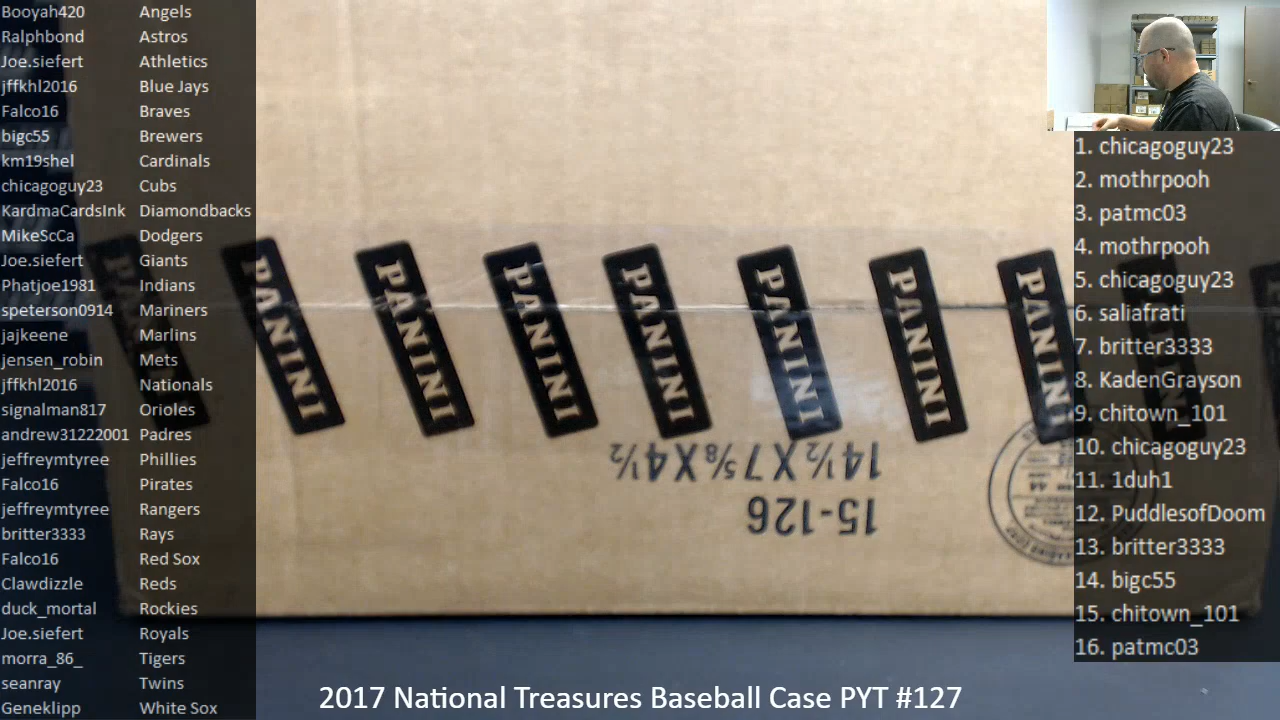 Booyah420 Angels
Ralphbond Astros
Joe.siefert Athletics
jffkhl2016 Blue Jays
Falco16 Braves
bigc55 Brewers
km19shel Cardinals
chicagoguy23 Cubs
KardmaCardsInk Diamondbacks
MikeScCa Dodgers
Joe.siefert Giants
Phatjoe1981 Indians
speterson0914 Mariners
jajkeene Marlins
jensen_robin Mets
jffkhl2016 Nationals
signalman817 Orioles
andrew31222001 Padres
jeffreymtyree Phillies
Falco16 Pirates
jeffreymtyree Rangers
britter3333 Rays
Falco16 Red Sox
Clawdizzle Reds
duck_mortal Rockies
Joe.siefert Royals
morra_86_ Tigers
seanray Twins
Geneklipp White Sox
PANINI
PANINI
PANINI
PANINI
PANINI
PANINI
PANINI
PANINI
15-126
14½ X 7⅝ X 4½
44
1. chicagoguy23
2. mothrpooh
3. patmc03
4. mothrpooh
5. chicagoguy23
6. saliafrati
7. britter3333
8. KadenGrayson
9. chitown_101
10. chicagoguy23
11. 1duh1
12. PuddlesofDoom
13. britter3333
14. bigc55
15. chitown_101
16. patmc03
2017 National Treasures Baseball Case PYT #127